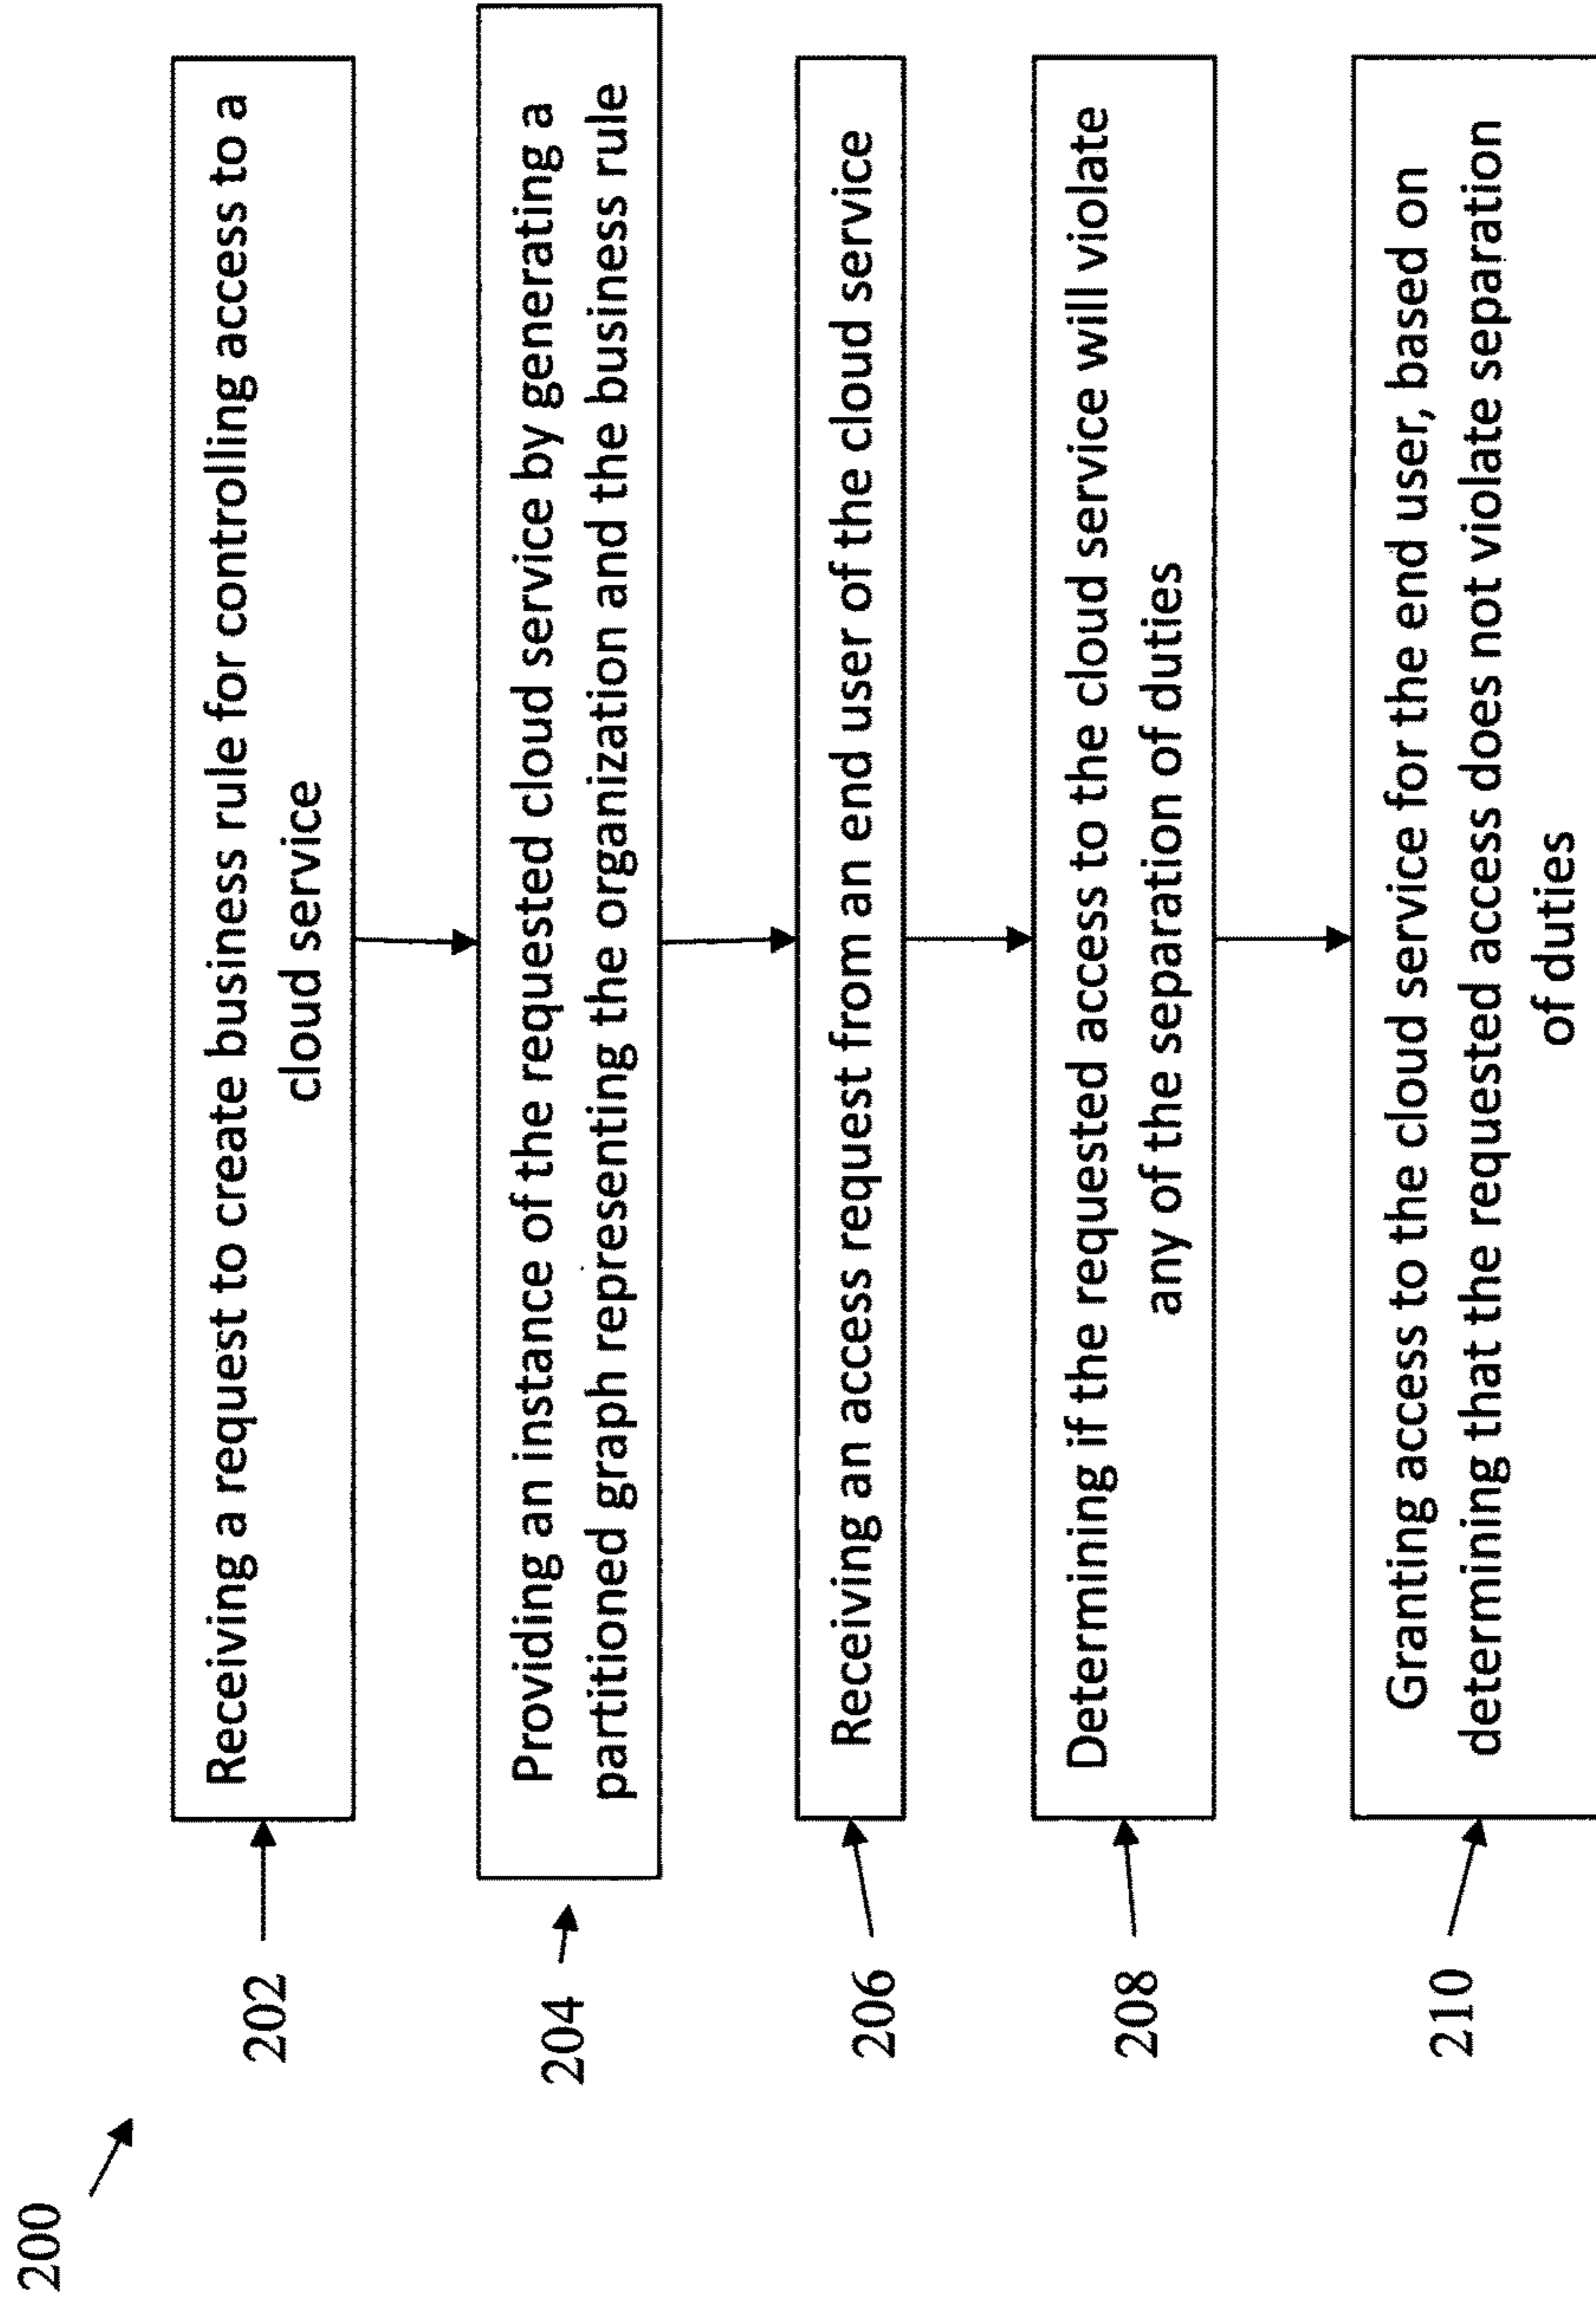 200
202
Receiving a request to create business rule for controlling access to a
cloud service
204
Providing an instance of the requested cloud service by generating a
partitioned graph representing the organization and the business rule
206
Receiving an access request from an end user of the cloud service
208
Determining if the requested access to the cloud service will violate
any of the separation of duties
210
Granting access to the cloud service for the end user, based on
determining that the requested access does not violate separation
of duties